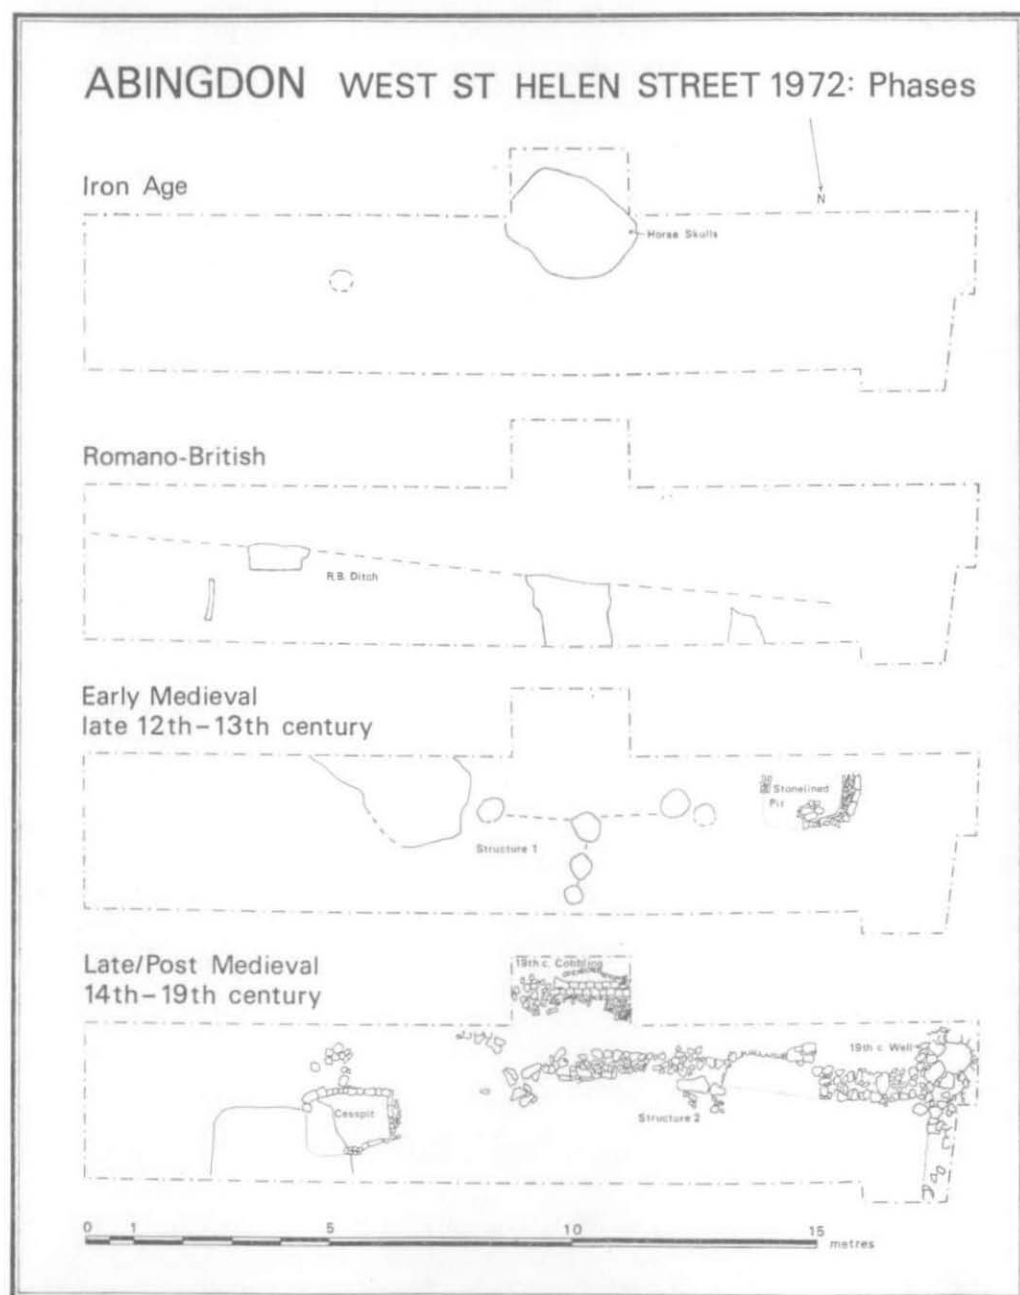 ABINGDON WEST ST HELEN STREET 1972: Phases
Iron Age
N
Horse Skulls
Romano-British
R.B. Ditch
Early Medieval
late 12th–13th century
Stonelined
Pit
Structure 1
Late/Post Medieval
14th–19th century
19th c. Cobbling
19th c. Well
Cesspit
Structure 2
0 1 5 10 15
metres